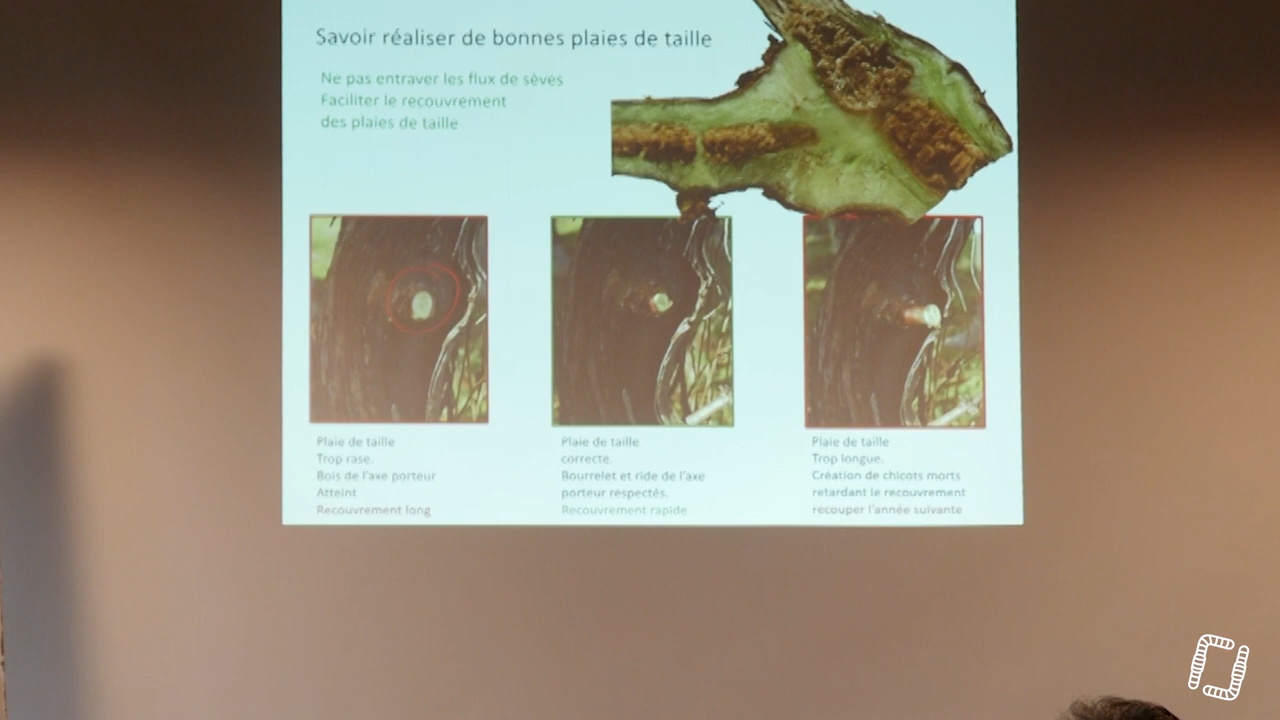 Savoir réaliser de bonnes plaies de taille
Ne pas entraver les flux de sèves
Faciliter le recouvrement
des plaies de taille
Plaie de taille
Trop rase.
Bois de l'axe porteur
Atteint
Recouvrement long
Plaie de taille
correcte.
Bourrelet et ride de l'axe
porteur respectés.
Recouvrement rapide
Plaie de taille
Trop longue.
Création de chicots morts
retardant le recouvrement
recouper l'année suivante